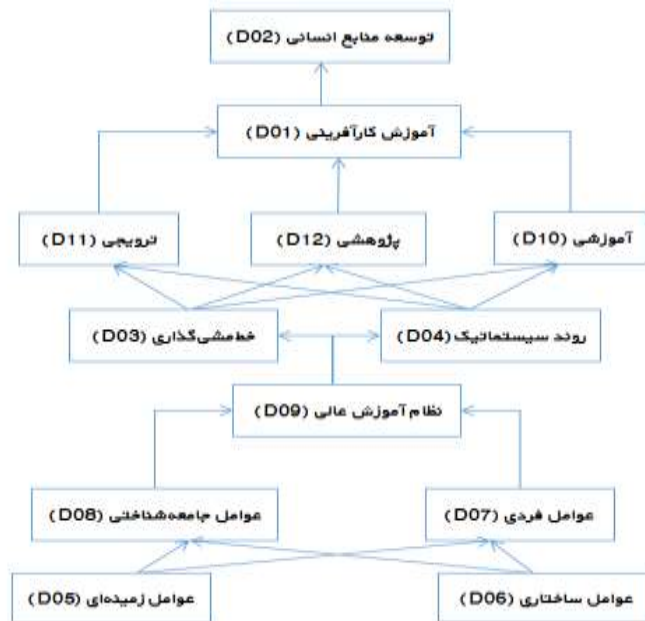 توسعه منابع انسانی (D02)
آموزش کارآفرینی (D01)
آموزشی (D10)
پژوهشی (D12)
ترویجی (D11)
روند سیستماتیک (D04)
خط‌مشی‌گذاری (D03)
نظام آموزش عالی (D09)
عوامل فردی (D07)
عوامل جامعه‌شناختی (D08)
عوامل ساختاری (D06)
عوامل زمینه‌ای (D05)